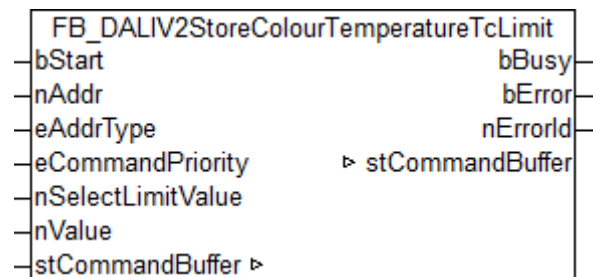 FB_DALIV2StoreColourTemperatureTcLimit
bStart bBusy
nAddr bError
eAddrType nErrorId
eCommandPriority ▹ stCommandBuffer
nSelectLimitValue
nValue
stCommandBuffer ▹